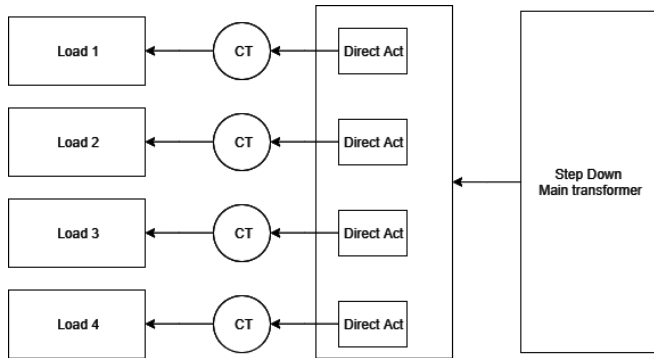 Load 1
CT
Direct Act
Load 2
CT
Direct Act
Step Down
Main transformer
Load 3
CT
Direct Act
Load 4
CT
Direct Act